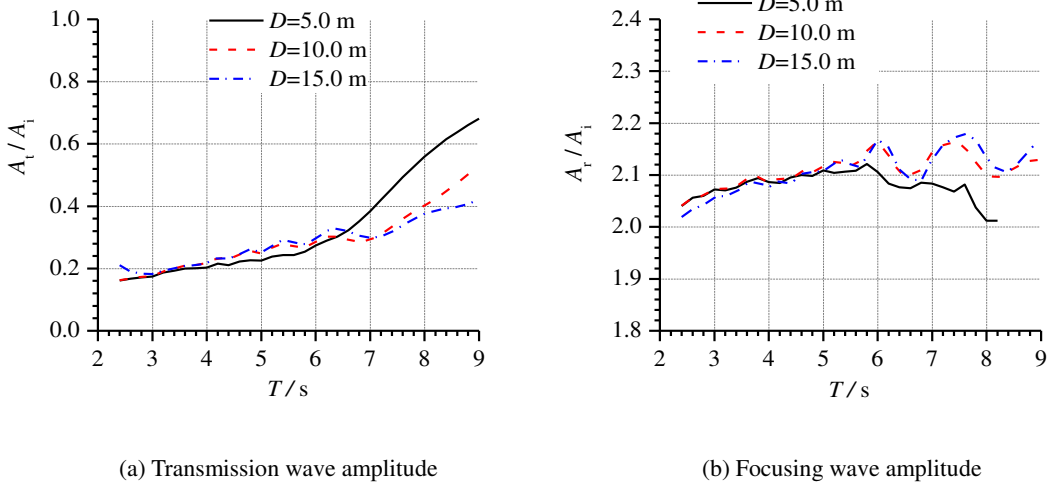 D=5.0 m
D=10.0 m
D=15.0 m
1.0
0.8
0.6
0.4
0.2
0.0
A_t / A_i
2 3 4 5 6 7 8 9
T / s
(a) Transmission wave amplitude
D=5.0 m
D=10.0 m
D=15.0 m
2.4
2.3
2.2
2.1
2.0
1.9
1.8
A_r / A_i
2 3 4 5 6 7 8 9
T / s
(b) Focusing wave amplitude